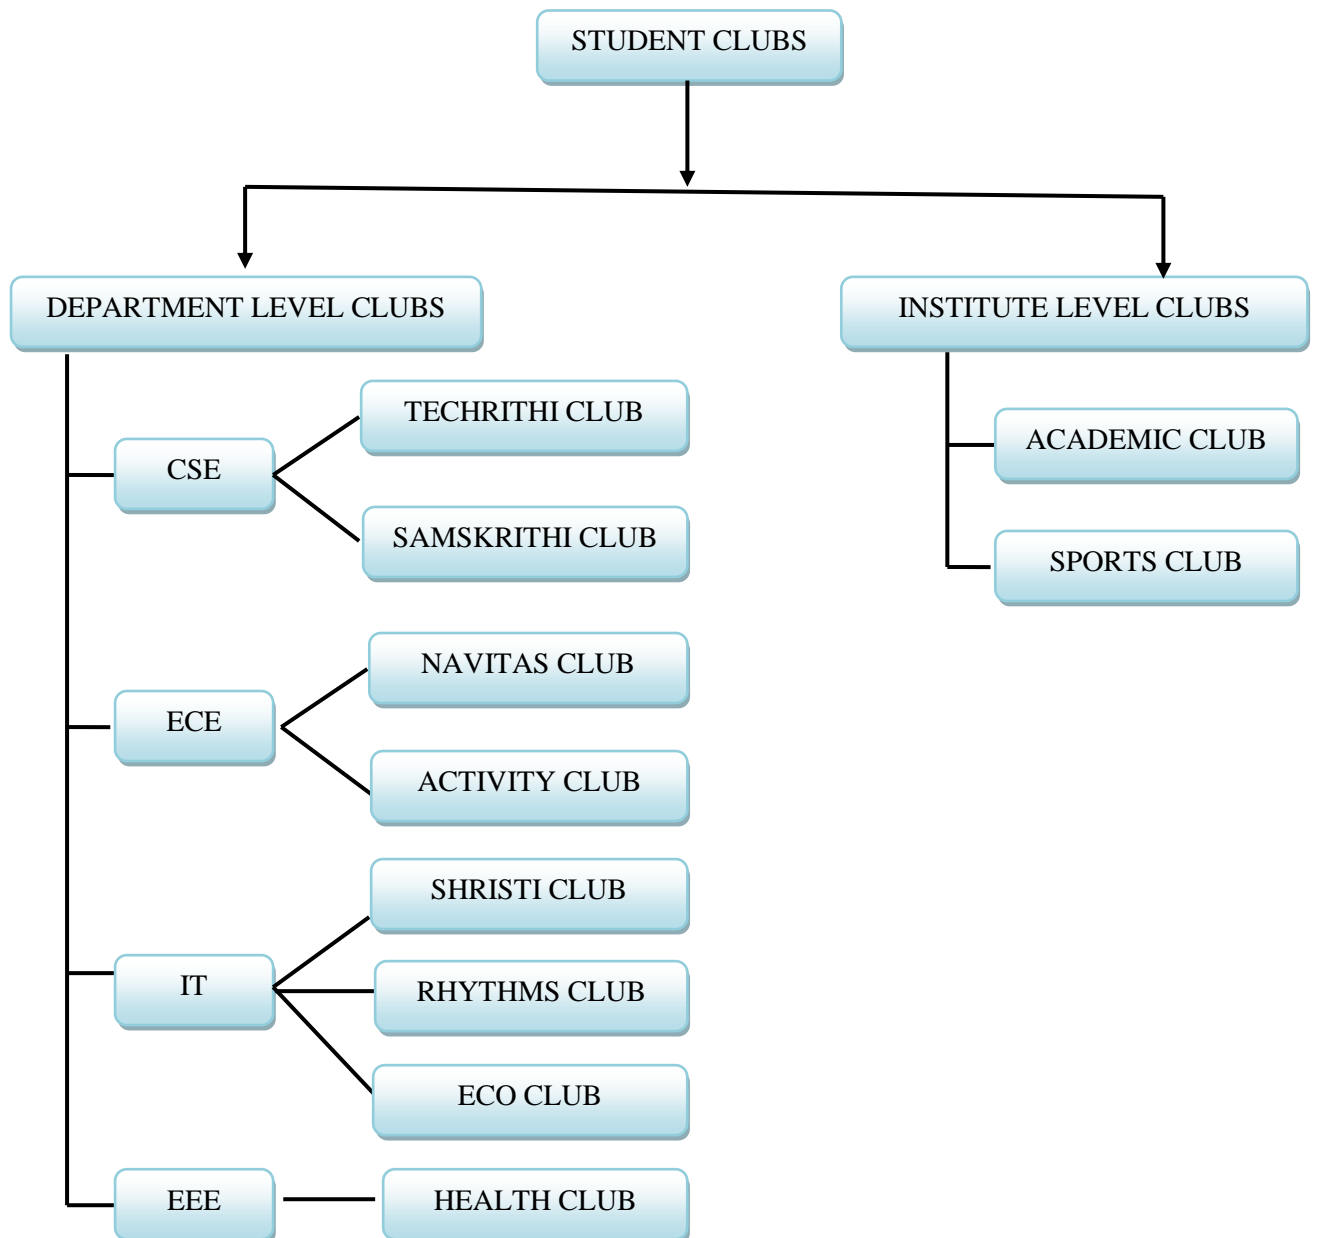 STUDENT CLUBS
DEPARTMENT LEVEL CLUBS
INSTITUTE LEVEL CLUBS
TECHRITHI CLUB
CSE
SAMSKRITHI CLUB
ACADEMIC CLUB
SPORTS CLUB
NAVITAS CLUB
ECE
ACTIVITY CLUB
SHRISTI CLUB
IT
RHYTHMS CLUB
ECO CLUB
EEE
HEALTH CLUB